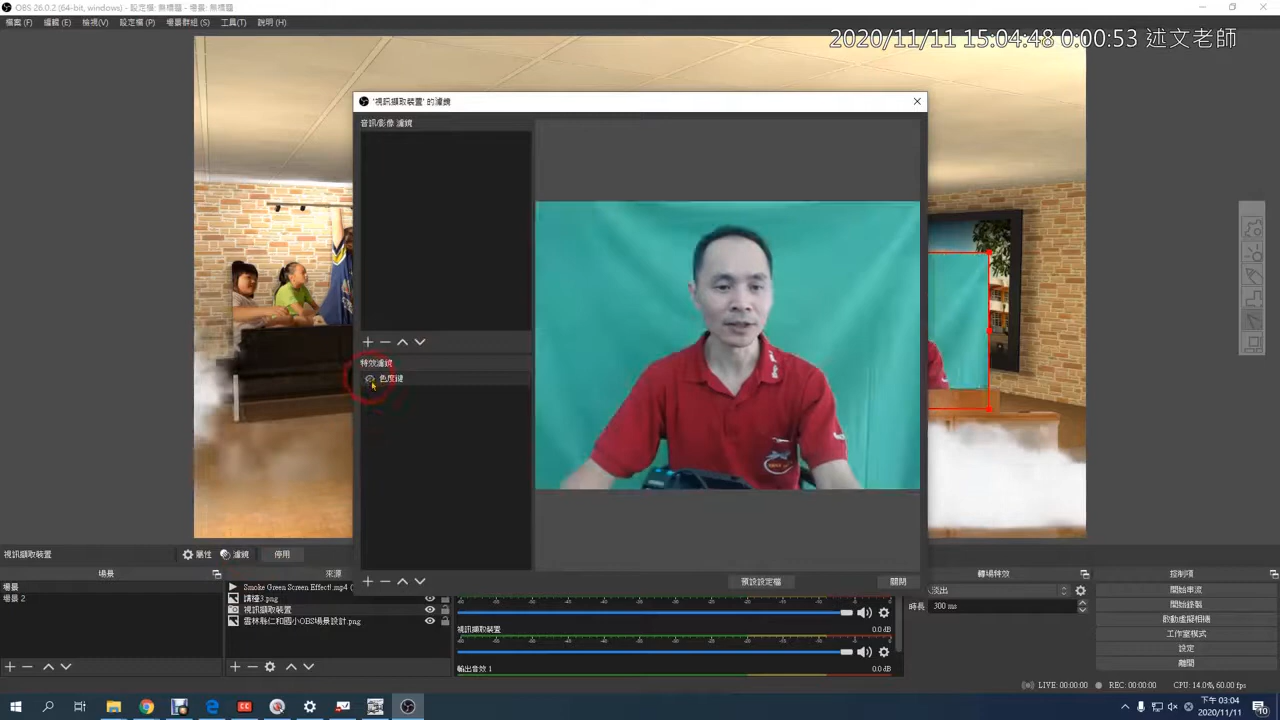 OBS 26.0.2 (64-bit, windows) - 設定檔: 無標題 - 場景: 無標題
檔案 (F) 編輯 (E) 檢視(V) 設定檔 (P) 場景群組 (S) 工具(T) 說明 (H)
2020/11/11 15:04:48 0:00:53 述文老師
'視訊擷取裝置' 的濾鏡
音訊/影像 濾鏡
特效濾鏡
色度鍵
預設設定檔
關閉
視訊擷取裝置
屬性
濾鏡
停用
場景
場景
場景 2
來源
Smoke Green Screen Effect!.mp4
講檯3.png
視訊擷取裝置
雲林縣仁和國小OBS場景設計.png
視訊擷取裝置
0.0 dB
輸出音效 1
0.0 dB
轉場特效
淡出
時長
300 ms
控制項
開始串流
開始錄製
啟動虛擬相機
工作室模式
設定
離開
LIVE: 00:00:00
REC: 00:00:00
CPU: 14.0%, 60.00 fps
下午 03:04
2020/11/11
10